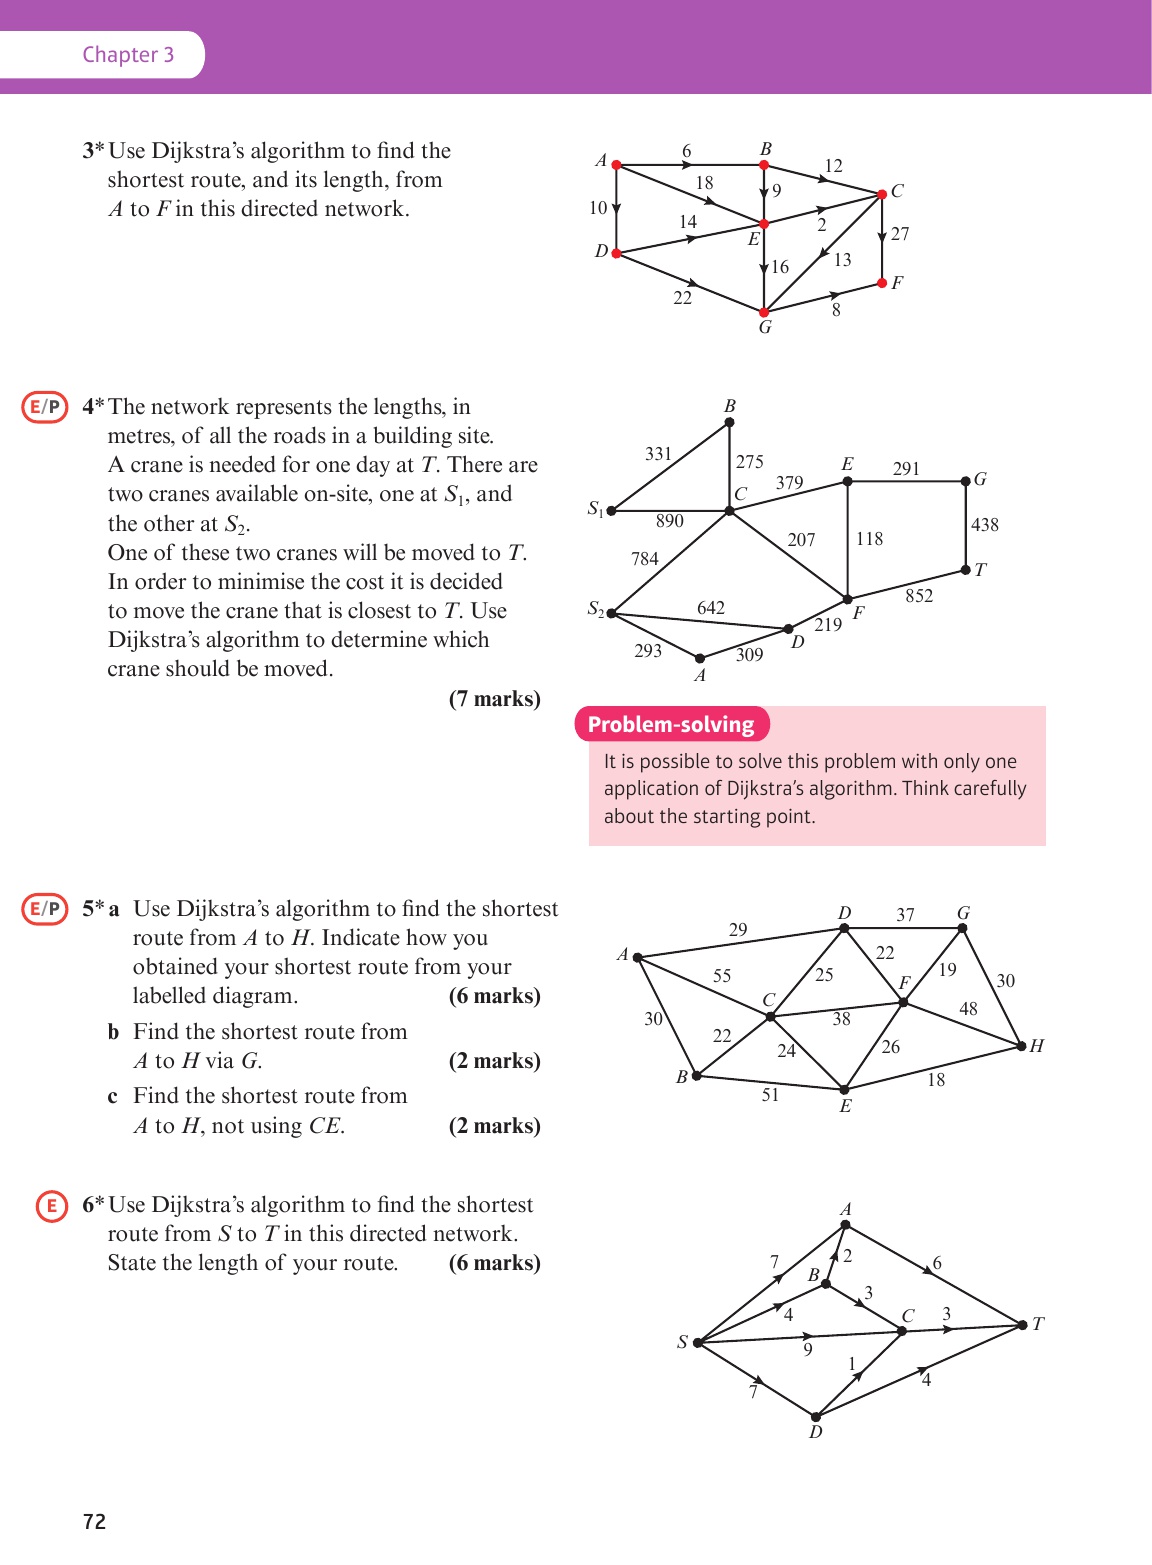 Chapter 3
3* Use Dijkstra's algorithm to find the
shortest route, and its length, from
A to F in this directed network.
A
6
B
12
C
18
9
10
14
2
27
D
E
13
16
F
22
8
G
E/P
4* The network represents the lengths, in
metres, of all the roads in a building site.
A crane is needed for one day at T. There are
two cranes available on-site, one at S₁, and
the other at S₂.
One of these two cranes will be moved to T.
In order to minimise the cost it is decided
to move the crane that is closest to T. Use
Dijkstra's algorithm to determine which
crane should be moved.
(7 marks)
B
331
275
E
291
G
379
C
S₁
890
438
207
118
784
T
S₂
642
852
F
219
D
293
309
A
Problem-solving
It is possible to solve this problem with only one
application of Dijkstra's algorithm. Think carefully
about the starting point.
E/P
5* a Use Dijkstra's algorithm to find the shortest
route from A to H. Indicate how you
obtained your shortest route from your
labelled diagram. (6 marks)
b Find the shortest route from
A to H via G. (2 marks)
c Find the shortest route from
A to H, not using CE. (2 marks)
D
37
G
29
A
22
55
25
F
19
30
C
30
38
48
22
24
26
H
B
18
51
E
E
6* Use Dijkstra's algorithm to find the shortest
route from S to T in this directed network.
State the length of your route. (6 marks)
A
7
2
6
B
3
4
C
3
T
S
9
1
4
7
D
72